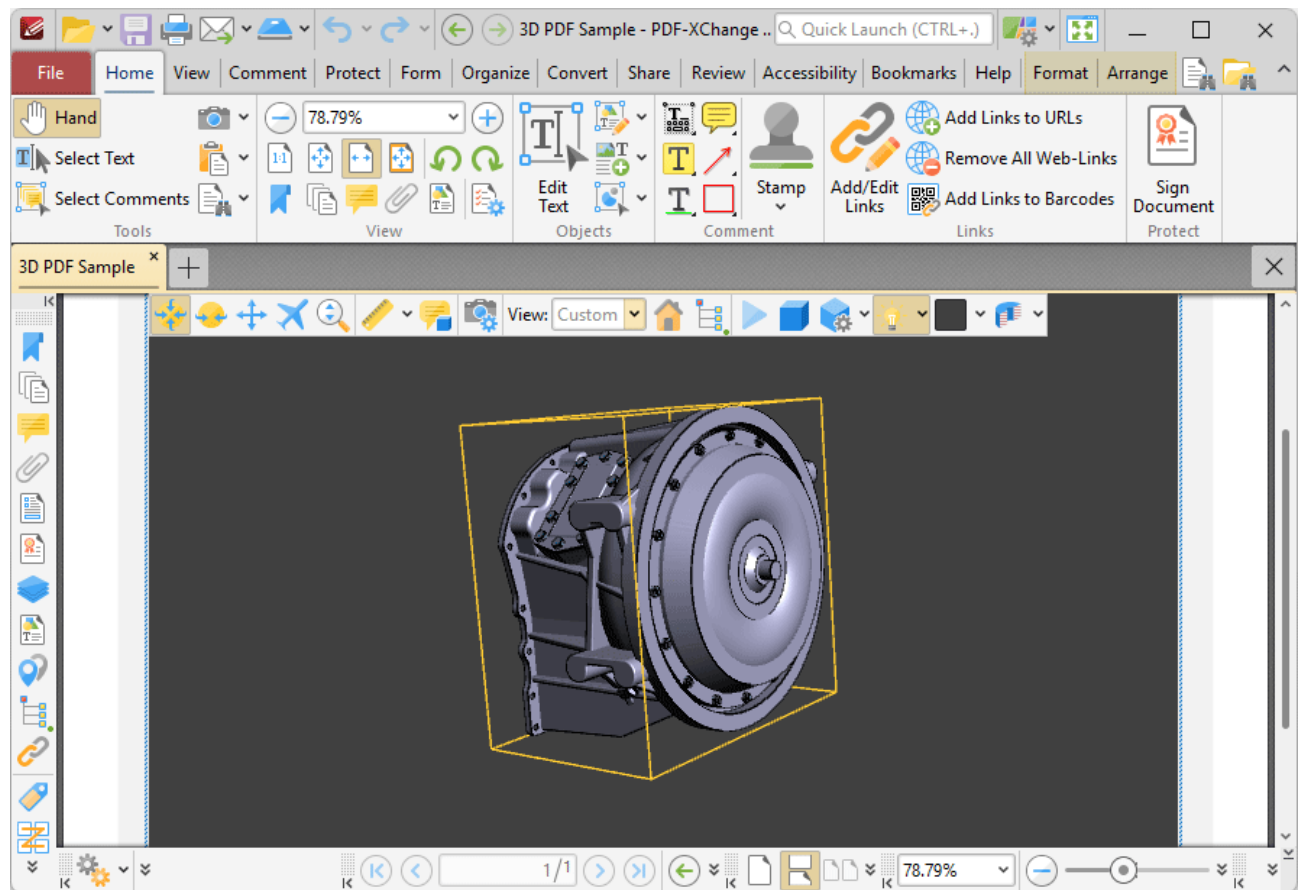 3D PDF Sample - PDF-XChange ..
Quick Launch (CTRL+.)
File Home View Comment Protect Form Organize Convert Share Review Accessibility Bookmarks Help Format Arrange
Hand
78.79%
Add Links to URLs
Select Text
1:1
Remove All Web-Links
Select Comments
Edit Text
Stamp
Add/Edit Links
Add Links to Barcodes
Sign Document
Tools View Objects Comment Links Protect
3D PDF Sample
View: Custom
1/1
78.79%